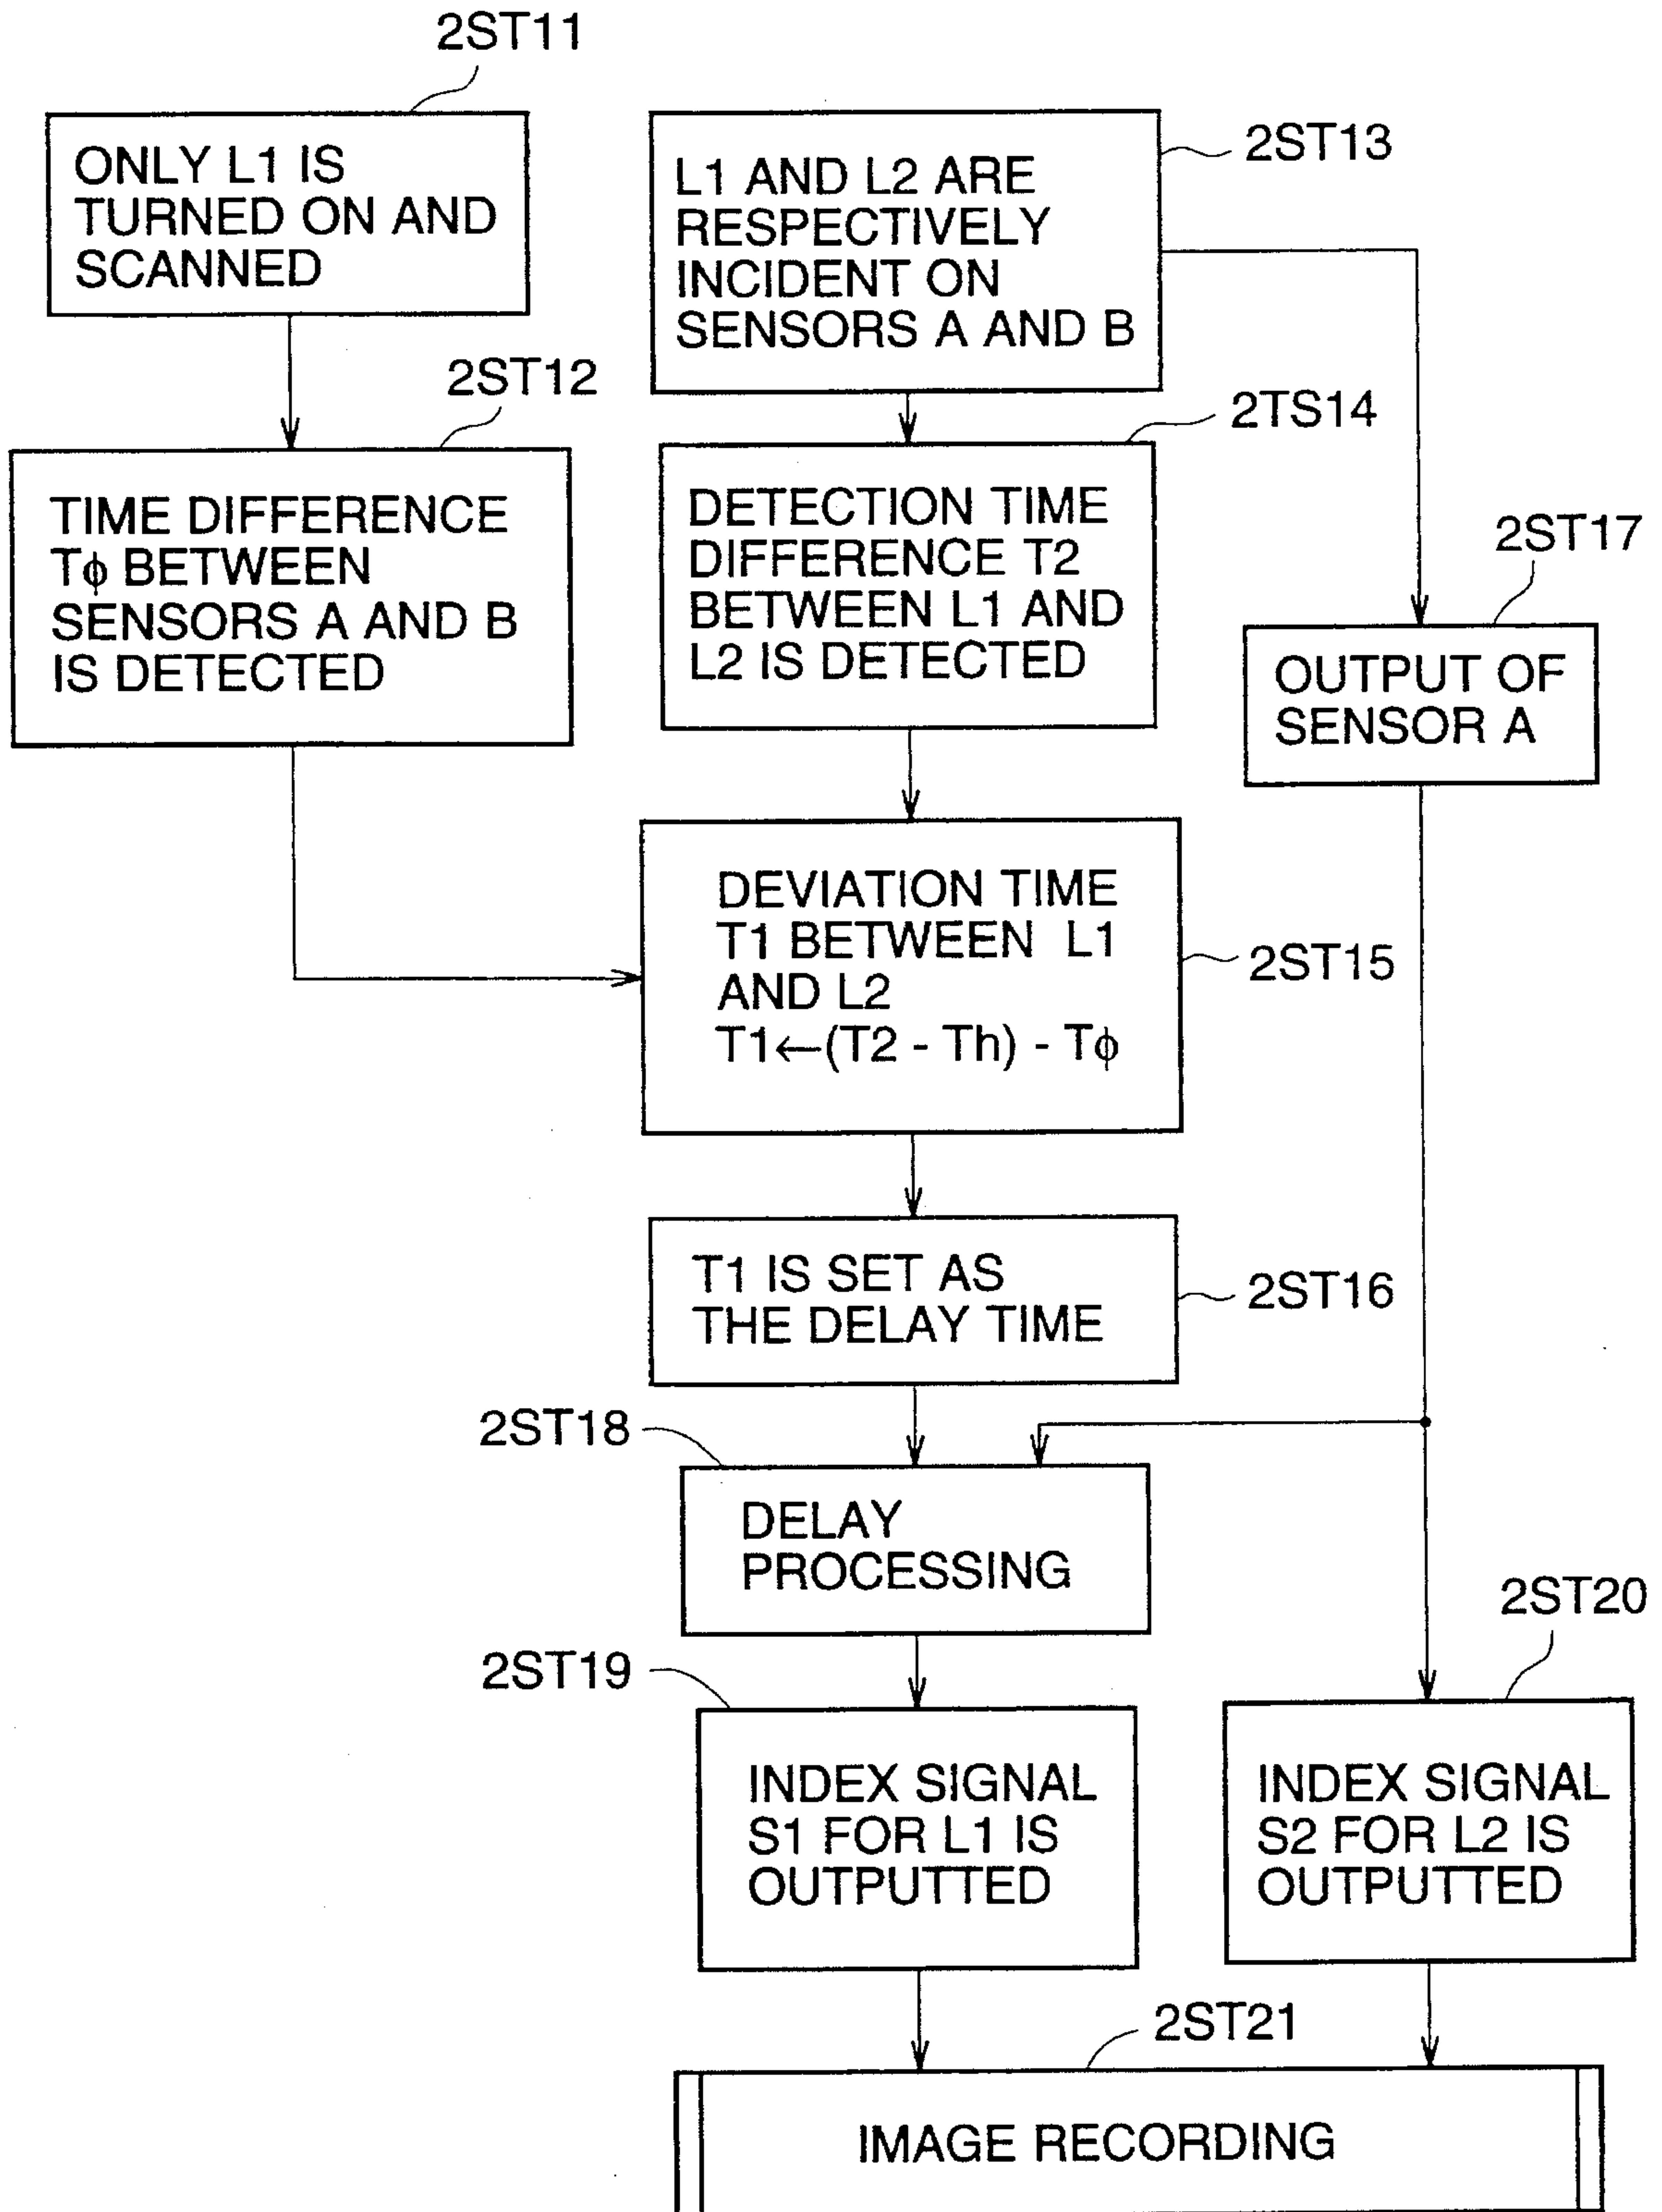 2ST11
ONLY L1 IS
TURNED ON AND
SCANNED
2ST12
TIME DIFFERENCE
Tϕ BETWEEN
SENSORS A AND B
IS DETECTED
2ST13
L1 AND L2 ARE
RESPECTIVELY
INCIDENT ON
SENSORS A AND B
2TS14
DETECTION TIME
DIFFERENCE T2
BETWEEN L1 AND
L2 IS DETECTED
2ST17
OUTPUT OF
SENSOR A
DEVIATION TIME
T1 BETWEEN L1
AND L2
T1←(T2 - Th) - Tϕ
2ST15
T1 IS SET AS
THE DELAY TIME
2ST16
2ST18
DELAY
PROCESSING
2ST19
INDEX SIGNAL
S1 FOR L1 IS
OUTPUTTED
2ST20
INDEX SIGNAL
S2 FOR L2 IS
OUTPUTTED
2ST21
IMAGE RECORDING